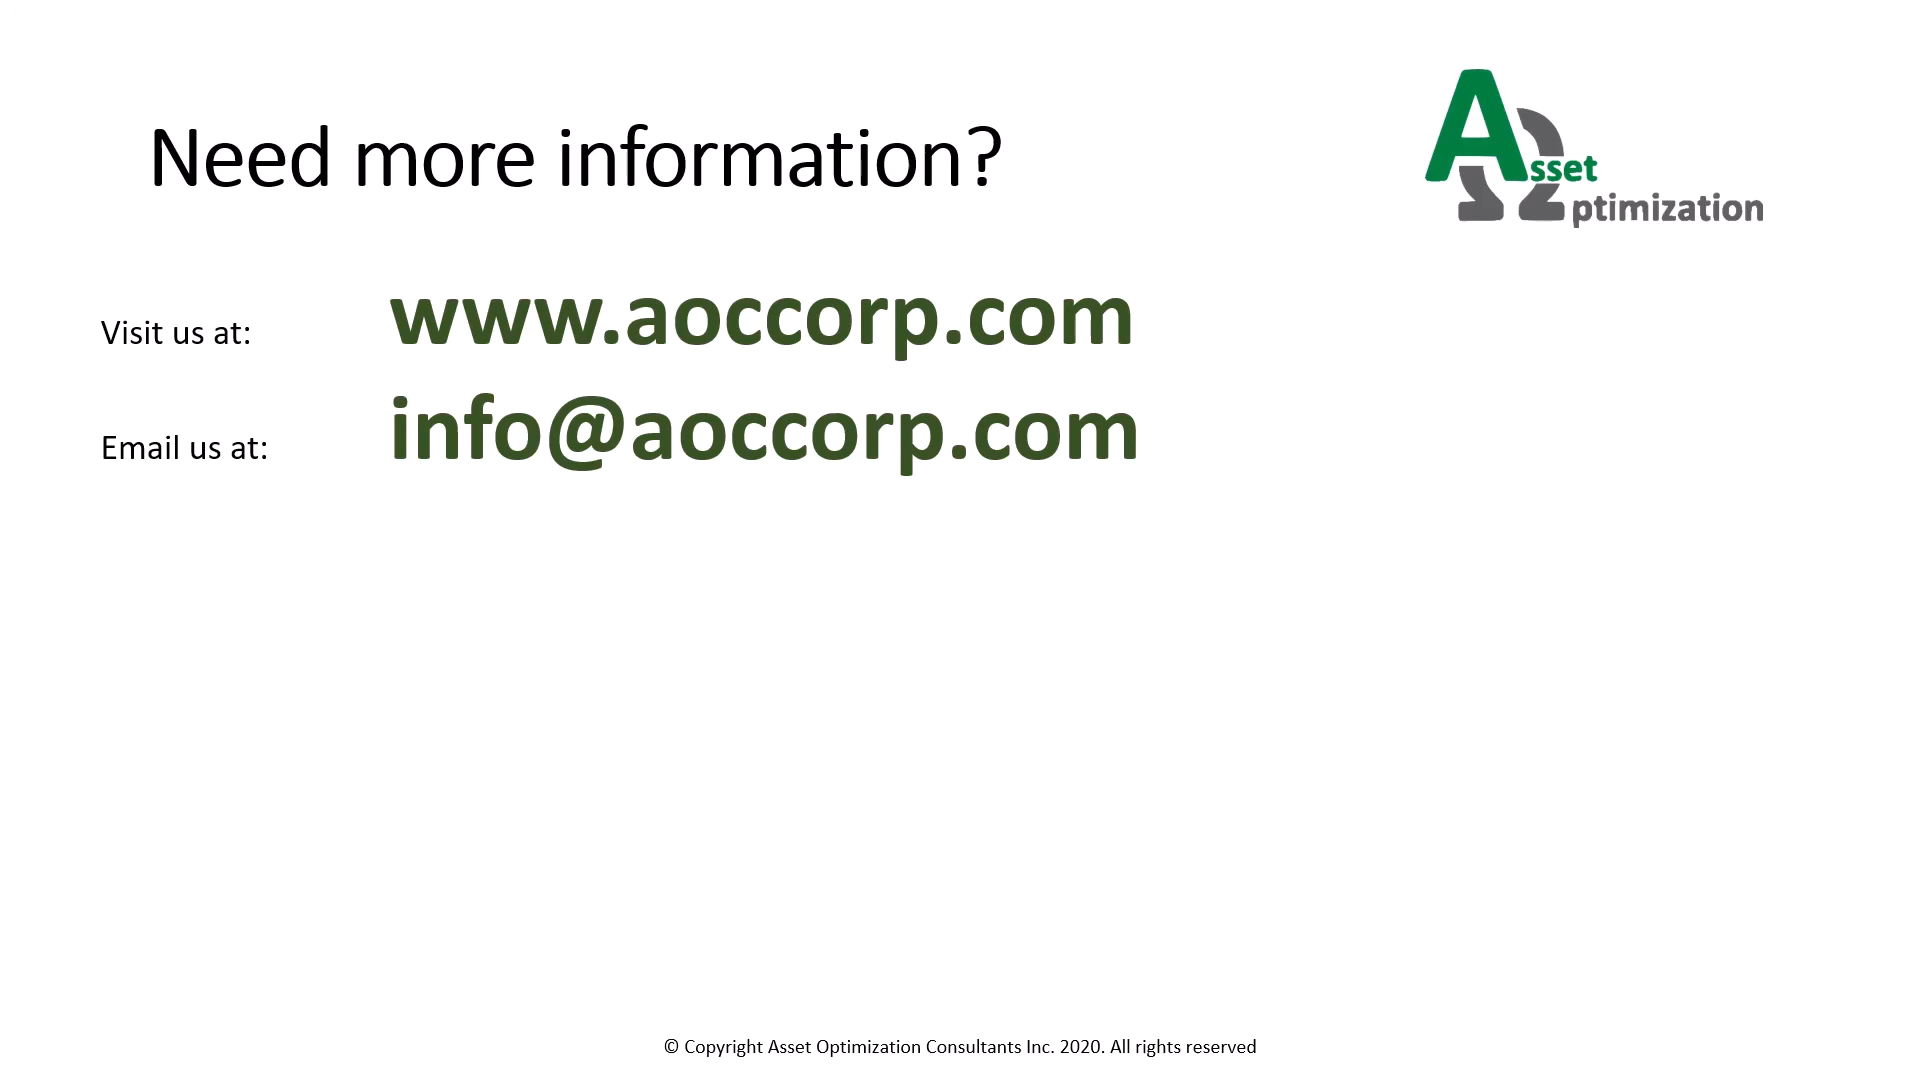 Need more information?
Asset
Optimization
Visit us at: www.aoccorp.com
Email us at: info@aoccorp.com
© Copyright Asset Optimization Consultants Inc. 2020. All rights reserved